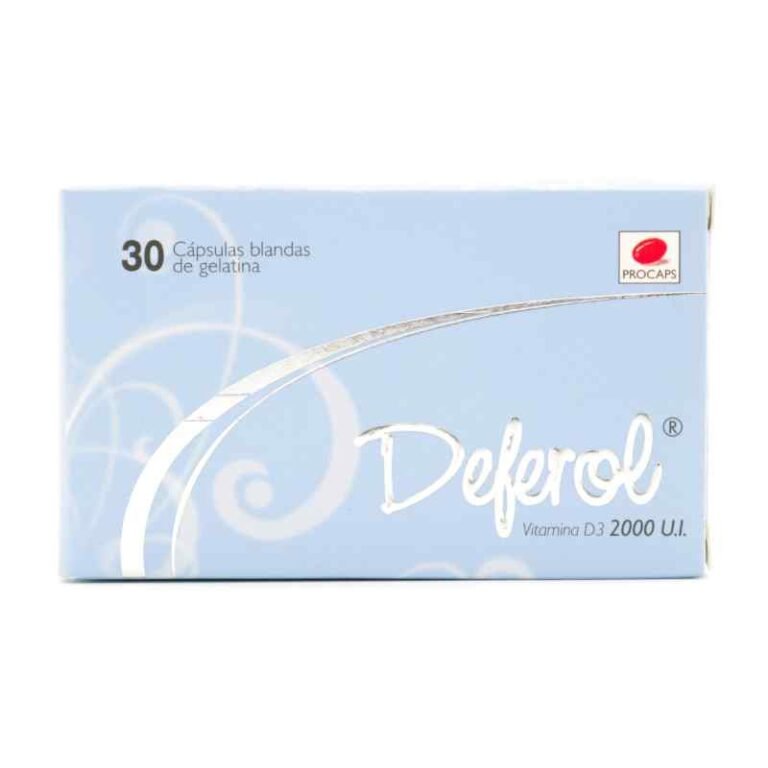 30 Cápsulas blandas
de gelatina
PROCAPS
Deferol®
Vitamina D3 2000 U.I.